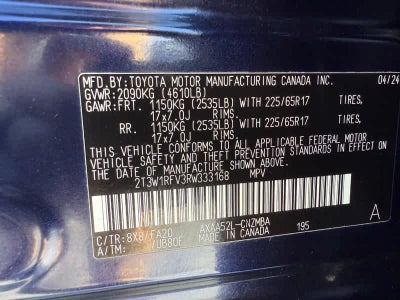 MFD.BY:TOYOTA MOTOR MANUFACTURING CANADA INC. 04/24
GVWR:2090KG (4610LB)
GAWR:FRT. 1150KG (2535LB) WITH 225/65R17 TIRES,
17x7.0J RIMS,
RR. 1150KG (2535LB) WITH 225/65R17 TIRES,
17x7.0J RIMS,
THIS VEHICLE CONFORMS TO ALL APPLICABLE FEDERAL MOTOR
VEHICLE SAFETY STANDARDS IN EFFECT ON
THE DATE OF MANUFACTURE SHOWN ABOVE.
2T3W1RFV3RW333168 MPV
C/TR:8X8/FA20 AXAA52L-CNZMBA A
A/TM: /UB80F MADE IN CANADA 195